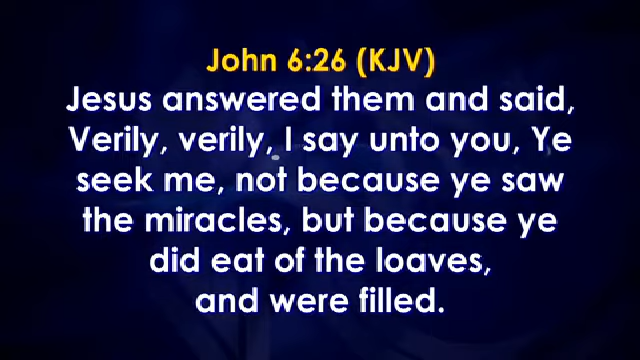 John 6:26 (KJV)
Jesus answered them and said,
Verily, verily, I say unto you, Ye
seek me, not because ye saw
the miracles, but because ye
did eat of the loaves,
and were filled.